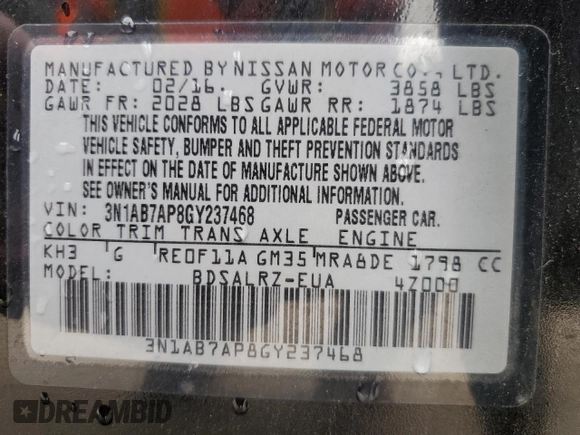 MANUFACTURED BY NISSAN MOTOR CO., LTD.
DATE: 02/16. GVWR: 3858 LBS
GAWR FR: 2028 LBS GAWR RR: 1874 LBS
THIS VEHICLE CONFORMS TO ALL APPLICABLE FEDERAL MOTOR
VEHICLE SAFETY, BUMPER AND THEFT PREVENTION STANDARDS
IN EFFECT ON THE DATE OF MANUFACTURE SHOWN ABOVE.
SEE OWNER'S MANUAL FOR ADDITIONAL INFORMATION.
VIN: 3N1AB7AP8GY237468 PASSENGER CAR.
COLOR TRIM TRANS AXLE ENGINE
KH3 G RE0F11A GM35 MRA8DE 1798 CC
MODEL: BDSALRZ-EUA 4Z000
3N1AB7AP8GY237468
DREAMBID